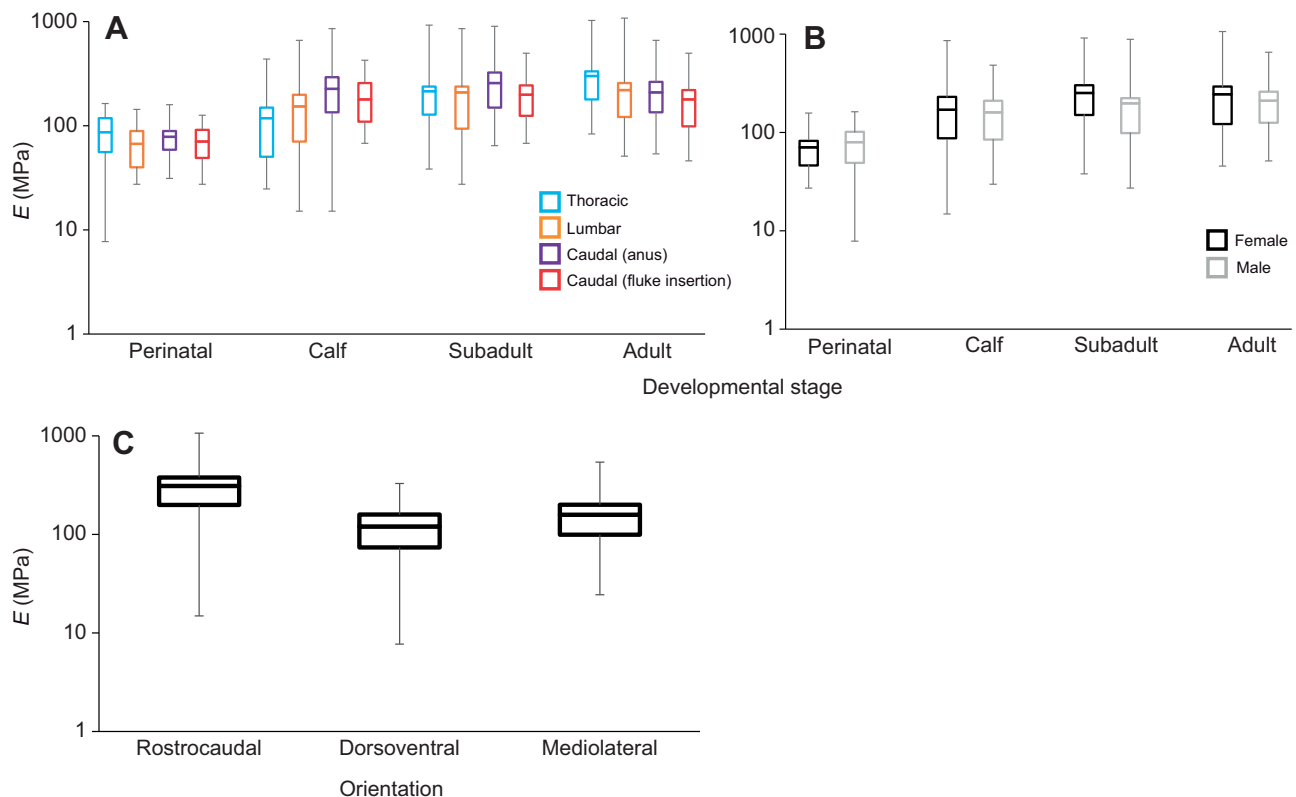 A
E (MPa)
1000
100
10
1
Thoracic
Lumbar
Caudal (anus)
Caudal (fluke insertion)
Perinatal Calf Subadult Adult
B
1000
100
10
1
Female
Male
Perinatal Calf Subadult Adult
Developmental stage
C
E (MPa)
1000
100
10
1
Rostrocaudal Dorsoventral Mediolateral
Orientation